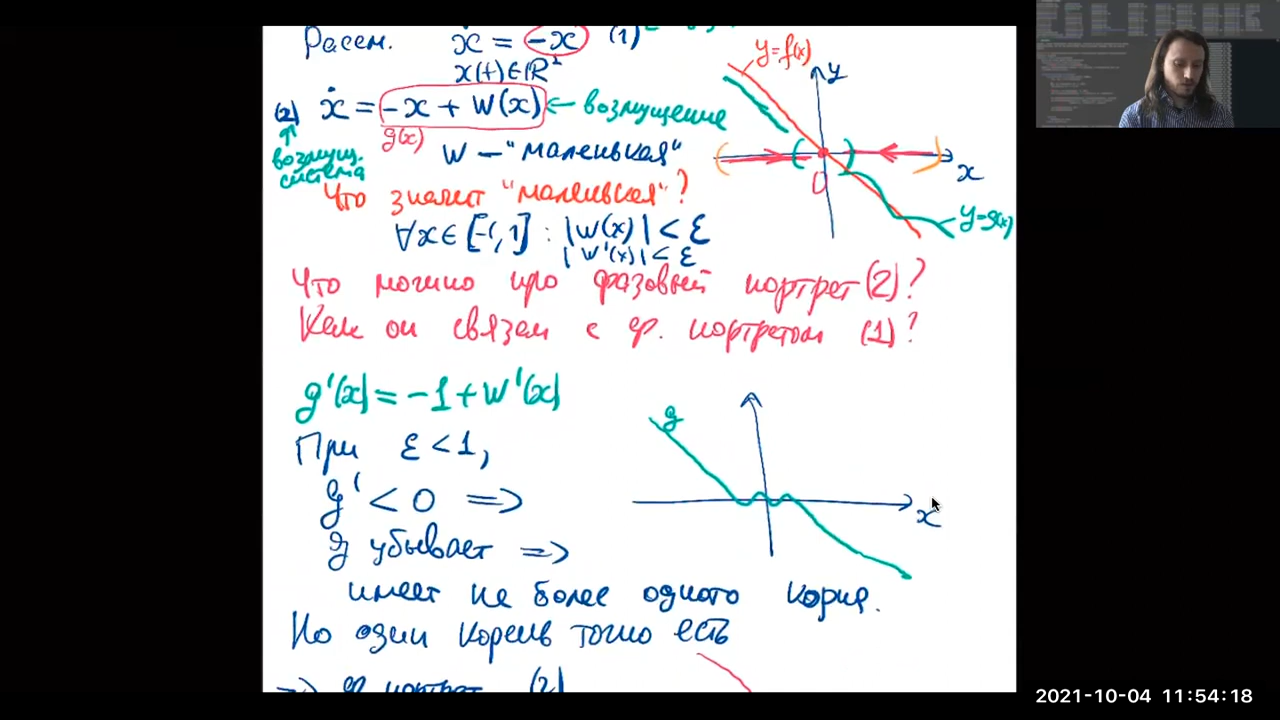 Рассм. ẋ = -x (1)
x(t) ∈ ℝ¹
y = f(x)
y
(2) ẋ = -x + w(x) ← возмущение
g(x)
возмущ.
система
w — "маленькая"
0
x
Что значит "маленькая"?
y = g(x)
∀x ∈ [-1, 1] : |w(x)| < ε
|w'(x)| < ε
Что можно про фазовый портрет (2)?
Как он связан с ф. портретом (1)?
g'(x) = -1 + w'(x)
g
При ε < 1,
g' < 0 =>
x
g убывает =>
имеет не более одного корня.
Но один корень точно есть
=> ф. портрет (2)
2021-10-04 11:54:18